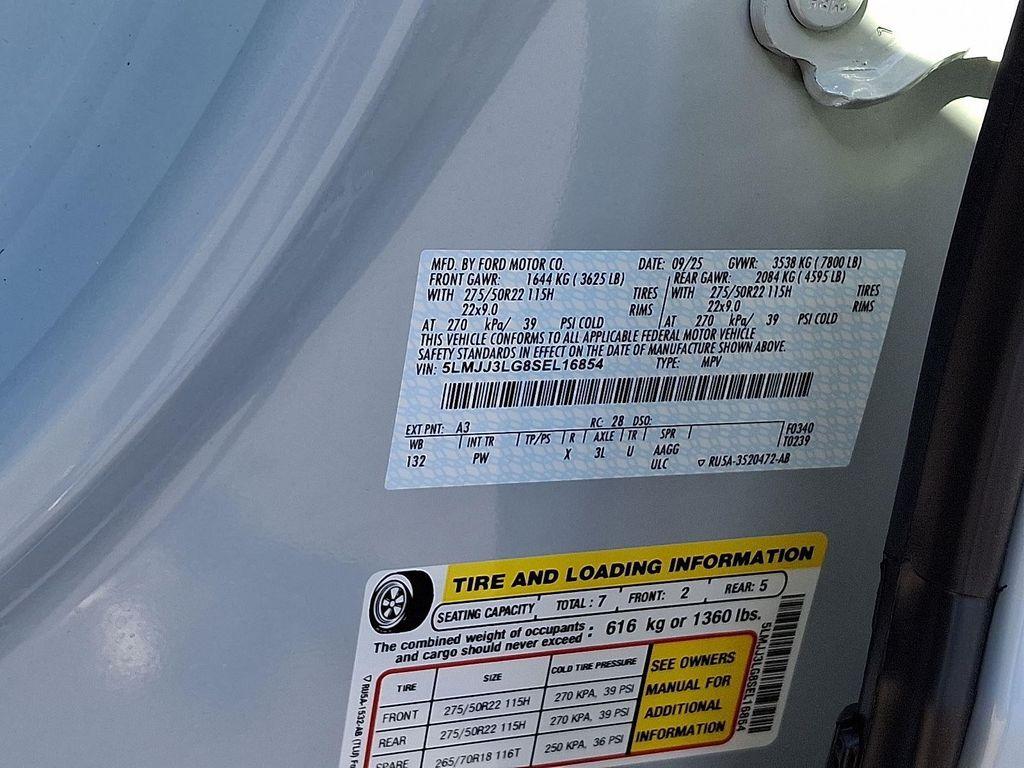 MFD. BY FORD MOTOR CO. DATE: 09/25 GVWR: 3538 KG ( 7800 LB)
FRONT GAWR: 1644 KG ( 3625 LB) REAR GAWR: 2084 KG ( 4595 LB)
WITH 275/50R22 115H TIRES WITH 275/50R22 115H TIRES
22x9.0 RIMS 22x9.0 RIMS
AT 270 kPa/ 39 PSI COLD AT 270 kPa/ 39 PSI COLD
THIS VEHICLE CONFORMS TO ALL APPLICABLE FEDERAL MOTOR VEHICLE
SAFETY STANDARDS IN EFFECT ON THE DATE OF MANUFACTURE SHOWN ABOVE.
VIN: 5LMJJ3LG8SEL16854 TYPE: MPV
EXT PNT: A3 RC: 28 DSO: F0340
WB INT TR TP/PS R AXLE TR SPR T0239
132 PW X 3L U AAGG
ULC RU5A-3520472-AB
TIRE AND LOADING INFORMATION
SEATING CAPACITY TOTAL : 7 FRONT: 2 REAR: 5
The combined weight of occupants
and cargo should never exceed : 616 kg or 1360 lbs.
TIRE SIZE COLD TIRE PRESSURE
FRONT 275/50R22 115H 270 KPA, 39 PSI
REAR 275/50R22 115H 270 KPA, 39 PSI
SPARE 265/70R18 116T 250 KPA, 36 PSI
SEE OWNERS
MANUAL FOR
ADDITIONAL
INFORMATION
5LMJJ3LG8SEL16854
RU5A-1532-AB (TLU)